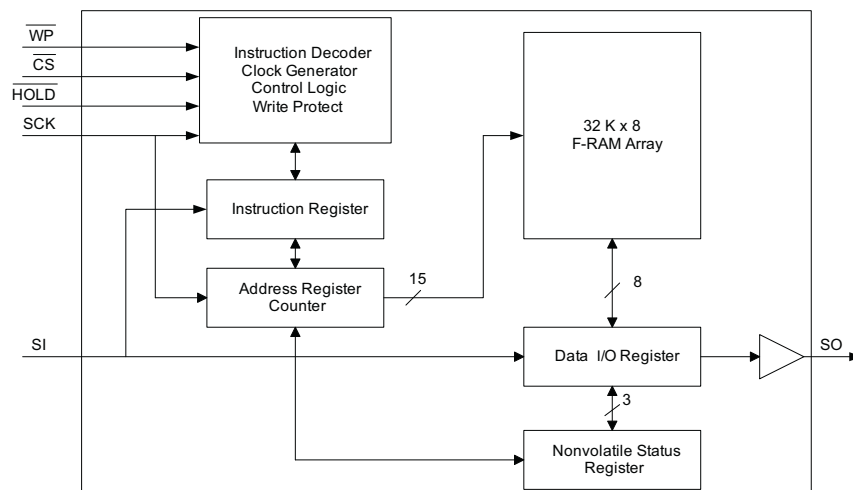 WP
CS
HOLD
SCK
Instruction Decoder
Clock Generator
Control Logic
Write Protect
32 K x 8
F-RAM Array
Instruction Register
Address Register
Counter
15
8
SI
Data I/O Register
SO
3
Nonvolatile Status
Register